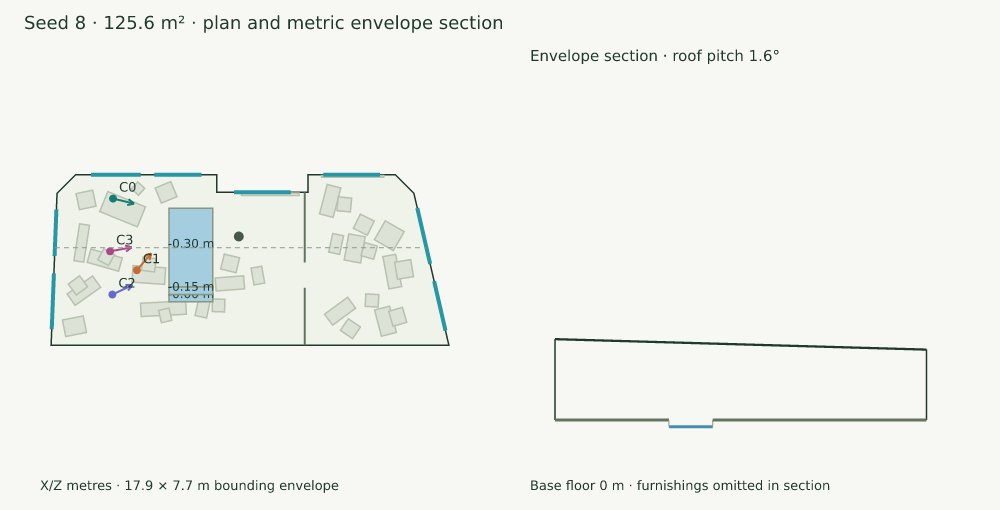 Seed 8 · 125.6 m² · plan and metric envelope section
Envelope section · roof pitch 1.6°
C0
C3
-0.30 m
C1
C2
-0.15 m
X/Z metres · 17.9 × 7.7 m bounding envelope
Base floor 0 m · furnishings omitted in section